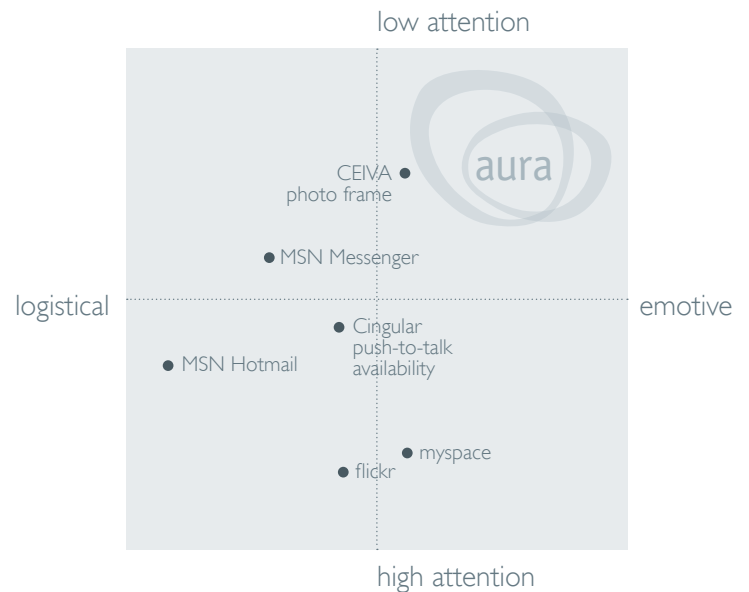 low attention
aura
CEIVA
photo frame
MSN Messenger
logistical
emotive
Cingular
push-to-talk
availability
MSN Hotmail
myspace
flickr
high attention